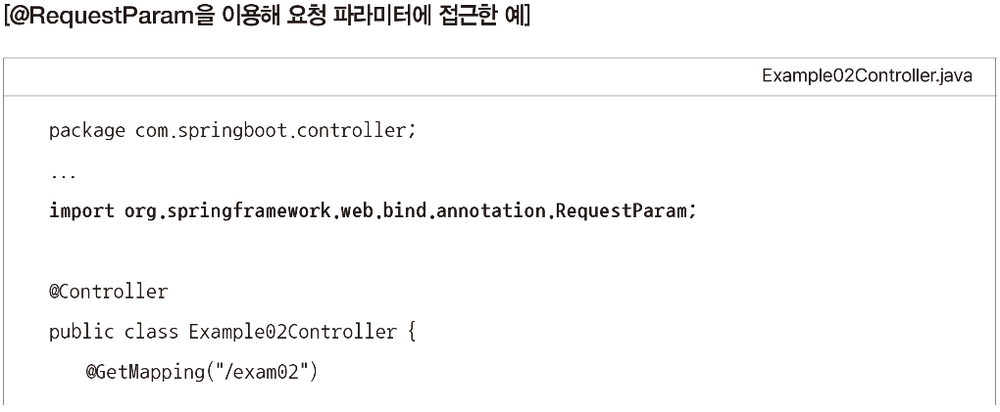 [@RequestParam을 이용해 요청 파라미터에 접근한 예]
Example02Controller.java
package com.springboot.controller;
...
import org.springframework.web.bind.annotation.RequestParam;
@Controller
public class Example02Controller {
@GetMapping("/exam02")